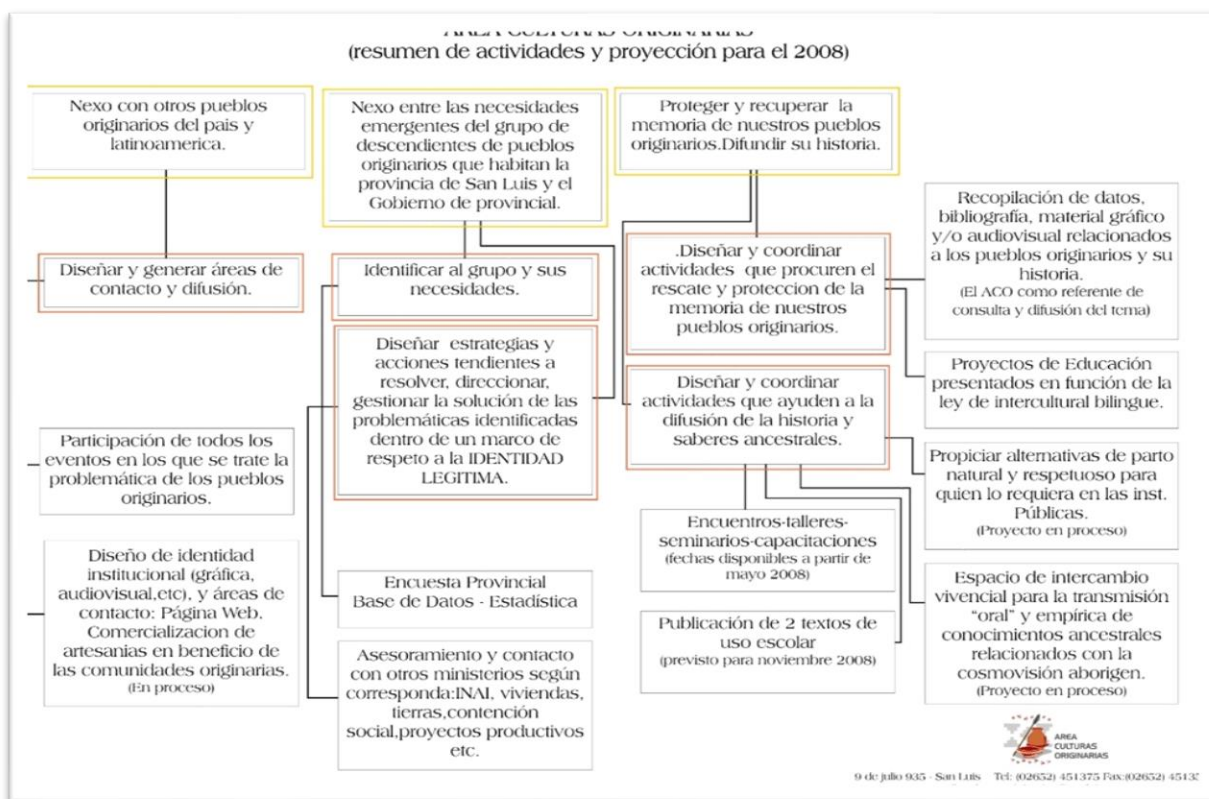 AREA CULTURAS ORIGINARIAS
(resumen de actividades y proyección para el 2008)
Nexo con otros pueblos
originarios del pais y
latinoamerica.
Nexo entre las necesidades
emergentes del grupo de
descendientes de pueblos
originarios que habitan la
provincia de San Luis y el
Gobierno de provincial.
Proteger y recuperar la
memoria de nuestros pueblos
originarios.Difundir su historia.
Diseñar y generar áreas de
contacto y difusión.
Identificar al grupo y sus
necesidades.
.Diseñar y coordinar
actividades que procuren el
rescate y proteccion de la
memoria de nuestros
pueblos originarios.
Recopilación de datos,
bibliografía, material gráfico
y/o audiovisual relacionados
a los pueblos originarios y su
historia.
(El ACO como referente de
consulta y difusión del tema)
Diseñar estrategias y
acciones tendientes a
resolver, direccionar,
gestionar la solución de las
problemáticas identificadas
dentro de un marco de
respeto a la IDENTIDAD
LEGITIMA.
Diseñar y coordinar
actividades que ayuden a la
difusión de la historia y
saberes ancestrales.
Proyectos de Educación
presentados en función de la
ley de intercultural bilingue.
Participación de todos los
eventos en los que se trate la
problemática de los pueblos
originarios.
Propiciar alternativas de parto
natural y respetuoso para
quien lo requiera en las inst.
Públicas.
(Proyecto en proceso)
Encuentros-talleres-
seminarios-capacitaciones
(fechas disponibles a partir de
mayo 2008)
Diseño de identidad
institucional (gráfica,
audiovisual,etc), y áreas de
contacto: Página Web.
Comercializacion de
artesanias en beneficio de
las comunidades originarias.
(En proceso)
Encuesta Provincial
Base de Datos - Estadística
Espacio de intercambio
vivencial para la transmisión
"oral" y empírica de
conocimientos ancestrales
relacionados con la
cosmovisión aborigen.
(Proyecto en proceso)
Publicación de 2 textos de
uso escolar
(previsto para noviembre 2008)
Asesoramiento y contacto
con otros ministerios según
corresponda:INAI, viviendas,
tierras,contención
social,proyectos productivos
etc.
AREA
CULTURAS
ORIGINARIAS
9 de julio 935 - San Luis Tel: (02652) 451375 Fax:(02652) 4513